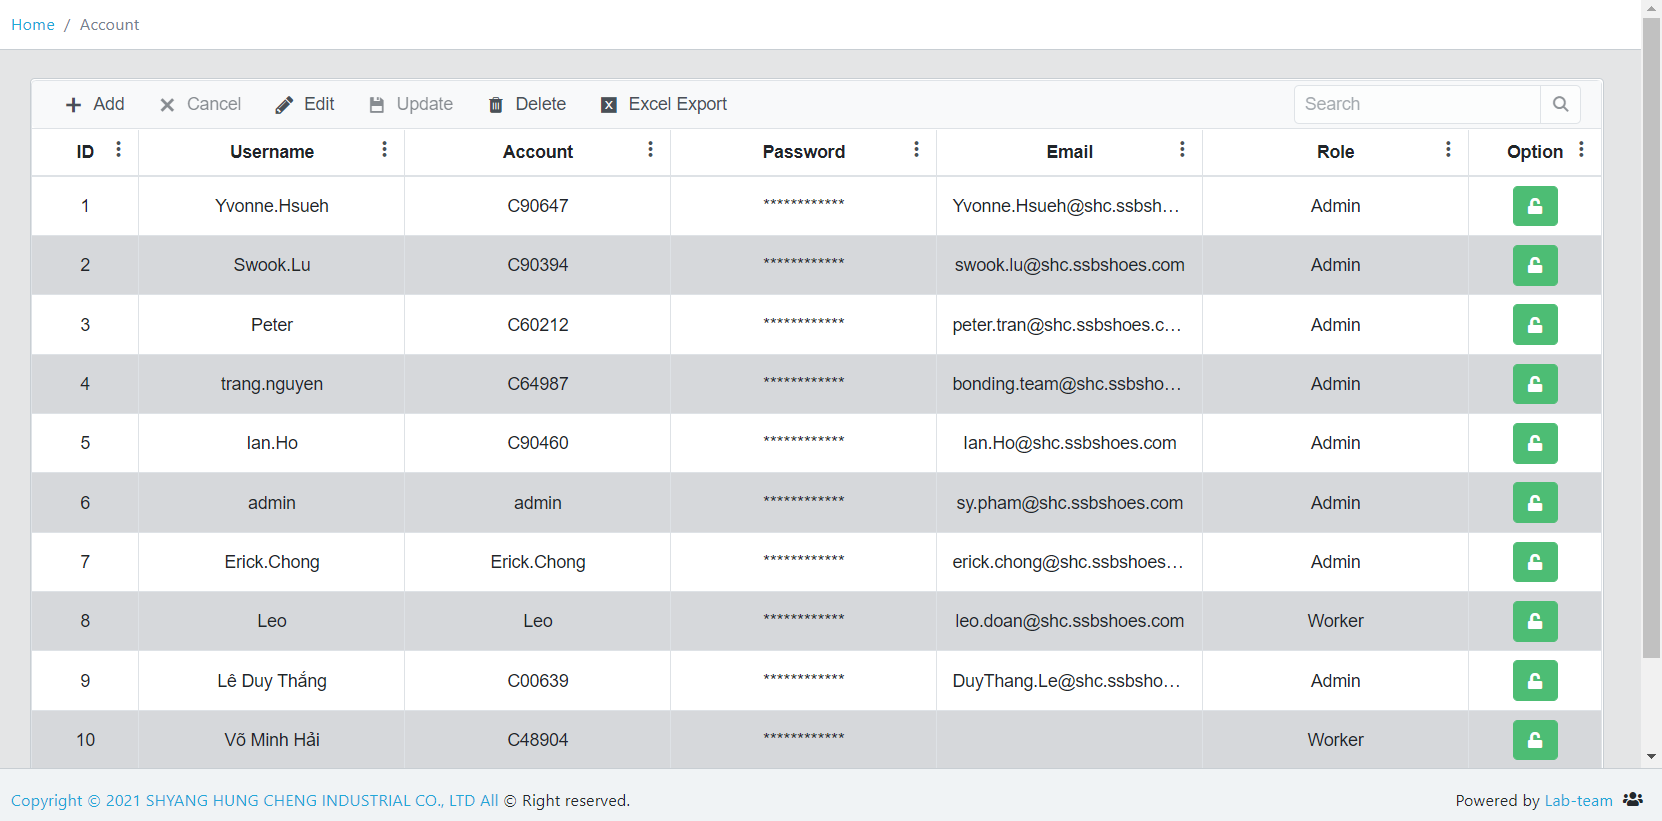 Home / Account
Add Cancel Edit Update Delete Excel Export Search
ID Username Account Password Email Role Option
1 Yvonne.Hsueh C90647 ************ Yvonne.Hsueh@shc.ssbsh... Admin
2 Swook.Lu C90394 ************ swook.lu@shc.ssbshoes.com Admin
3 Peter C60212 ************ peter.tran@shc.ssbshoes.c... Admin
4 trang.nguyen C64987 ************ bonding.team@shc.ssbsho... Admin
5 Ian.Ho C90460 ************ Ian.Ho@shc.ssbshoes.com Admin
6 admin admin ************ sy.pham@shc.ssbshoes.com Admin
7 Erick.Chong Erick.Chong ************ erick.chong@shc.ssbshoes... Admin
8 Leo Leo ************ leo.doan@shc.ssbshoes.com Worker
9 Lê Duy Thắng C00639 ************ DuyThang.Le@shc.ssbsho... Admin
10 Võ Minh Hải C48904 ************ Worker
Copyright © 2021 SHYANG HUNG CHENG INDUSTRIAL CO., LTD All © Right reserved. Powered by Lab-team